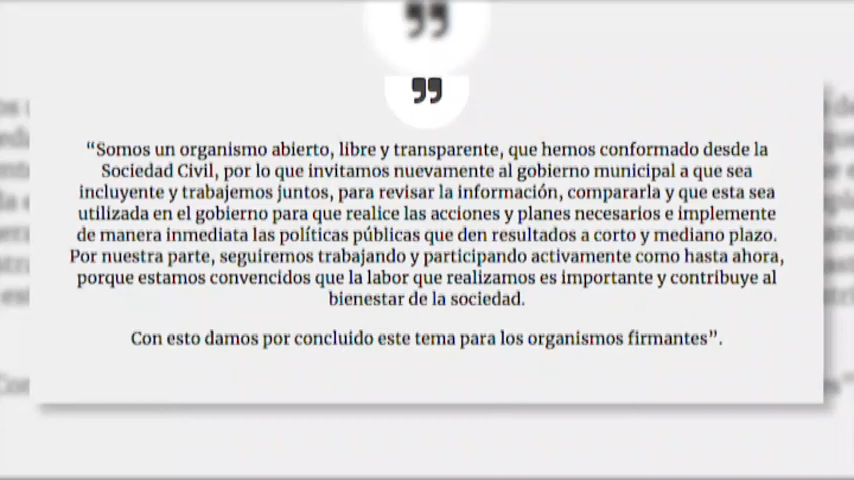 “Somos un organismo abierto, libre y transparente, que hemos conformado desde la
Sociedad Civil, por lo que invitamos nuevamente al gobierno municipal a que sea
incluyente y trabajemos juntos, para revisar la información, compararla y que esta sea
utilizada en el gobierno para que realice las acciones y planes necesarios e implemente
de manera inmediata las políticas públicas que den resultados a corto y mediano plazo.
Por nuestra parte, seguiremos trabajando y participando activamente como hasta ahora,
porque estamos convencidos que la labor que realizamos es importante y contribuye al
bienestar de la sociedad.
Con esto damos por concluido este tema para los organismos firmantes”.